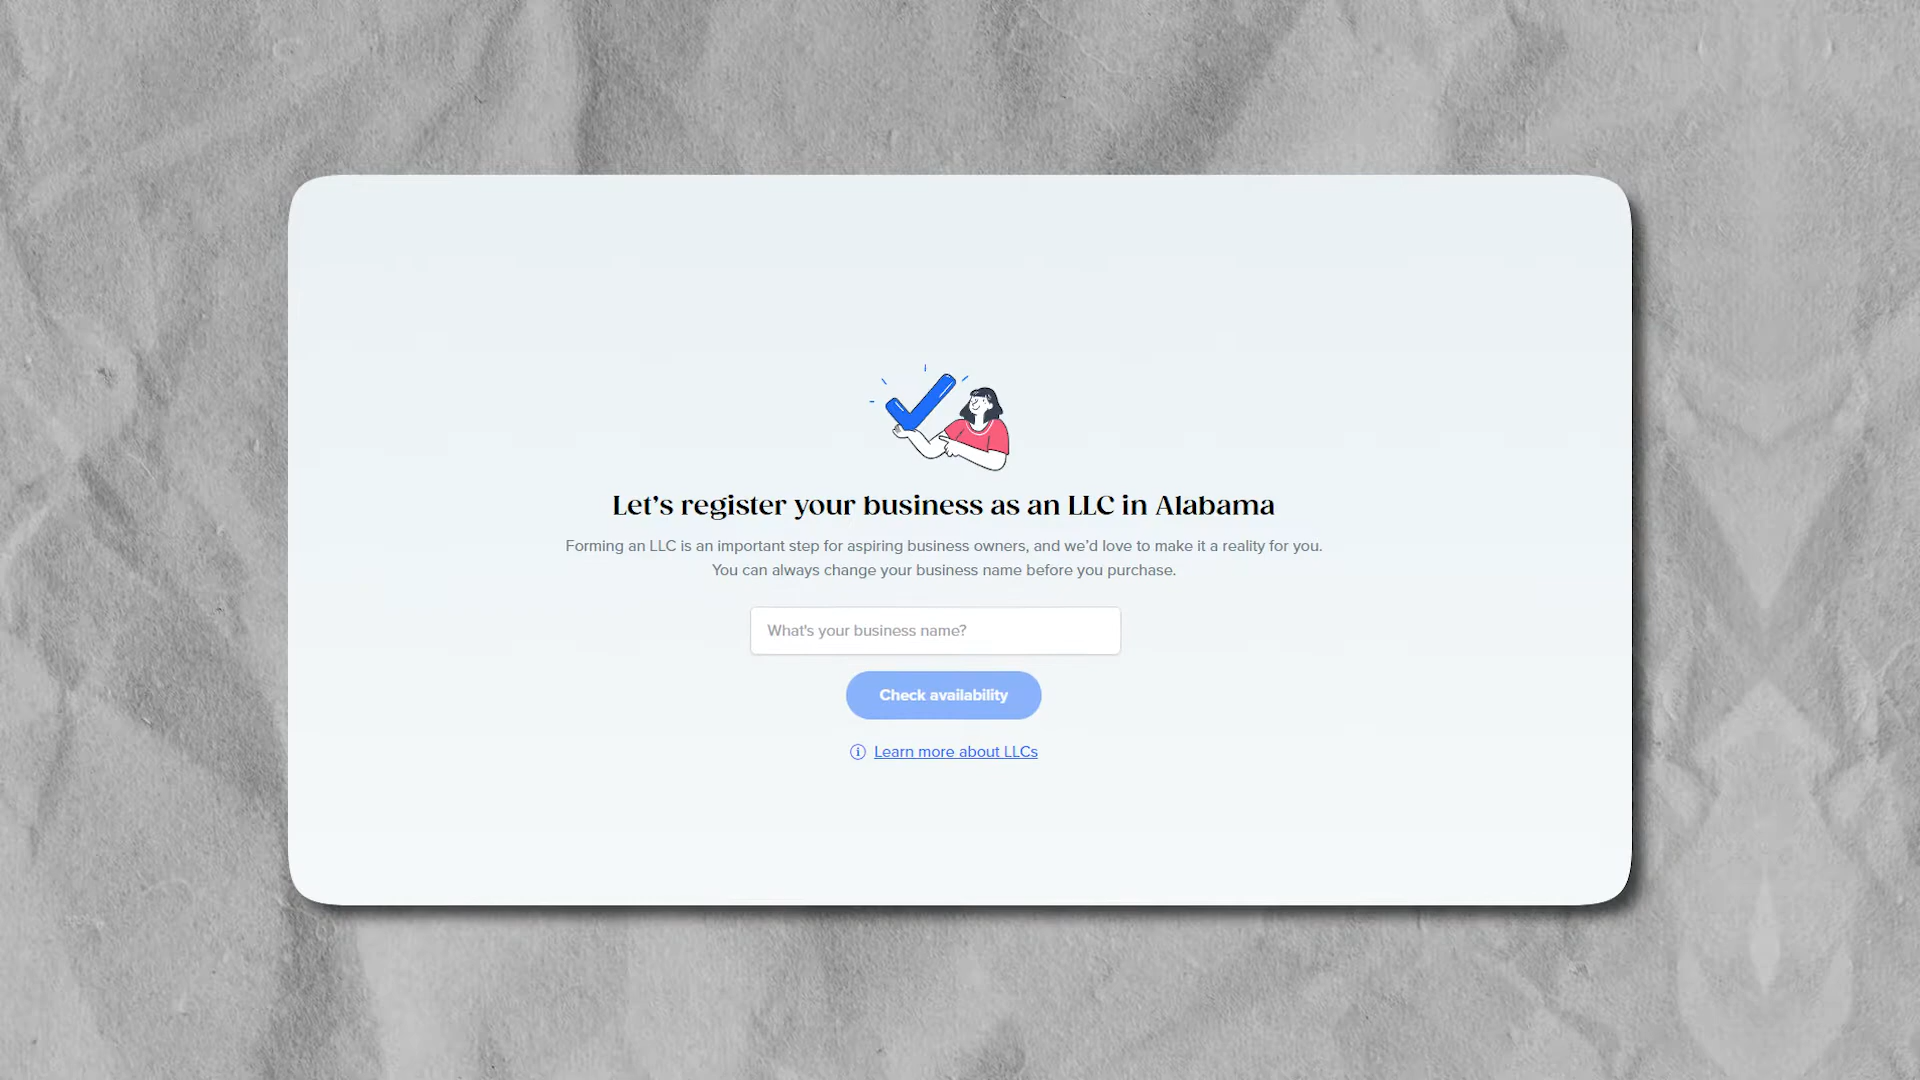 Let's register your business as an LLC in Alabama
Forming an LLC is an important step for aspiring business owners, and we'd love to make it a reality for you.
You can always change your business name before you purchase.
What's your business name?
Check availability
Learn more about LLCs